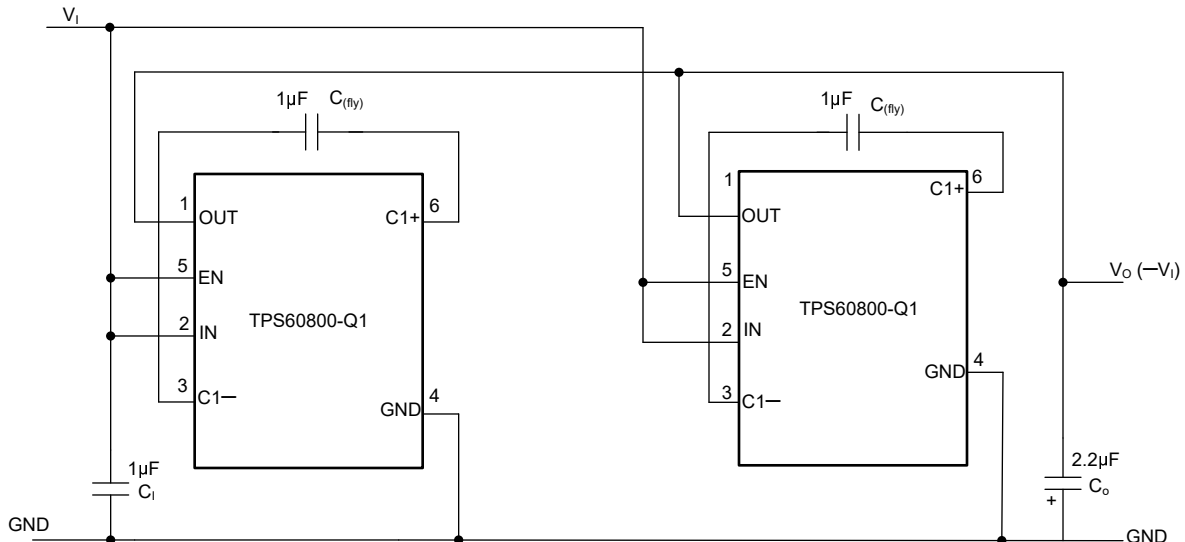 V_I
1µF C_(fly)
1µF C_(fly)
1 OUT
C1+ 6
5 EN
2 IN
TPS60800-Q1
3 C1–
GND 4
1 OUT
C1+ 6
5 EN
2 IN
TPS60800-Q1
GND 4
3 C1–
V_O (–V_I)
1µF
C_I
2.2µF
C_o
+
GND
GND